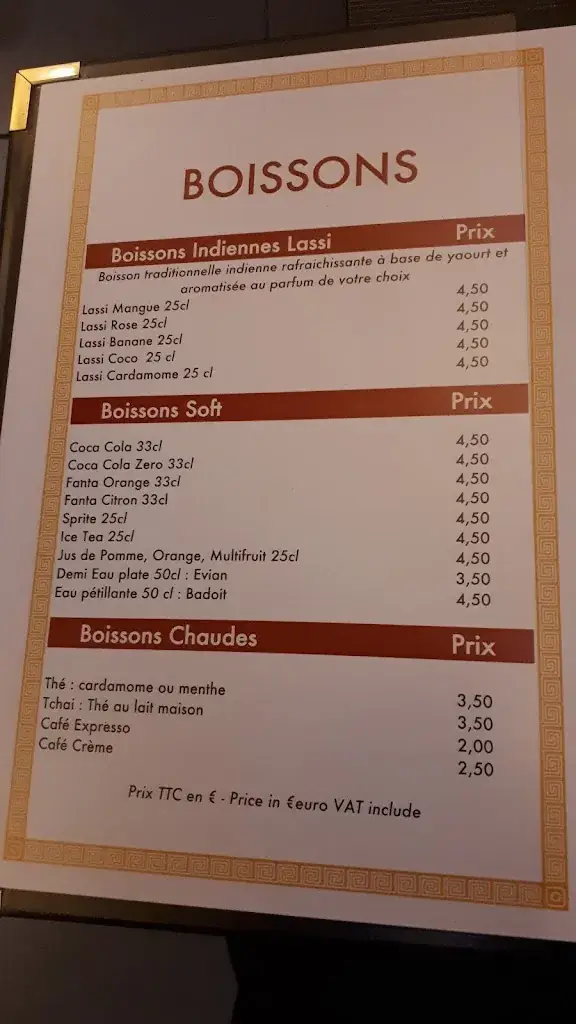 BOISSONS
Boissons Indiennes Lassi Prix
Boisson traditionnelle indienne rafraichissante à base de yaourt et
aromatisée au parfum de votre choix
Lassi Mangue 25cl 4,50
Lassi Rose 25cl 4,50
Lassi Banane 25cl 4,50
Lassi Coco 25 cl 4,50
Lassi Cardamome 25 cl 4,50
Boissons Soft Prix
Coca Cola 33cl 4,50
Coca Cola Zero 33cl 4,50
Fanta Orange 33cl 4,50
Fanta Citron 33cl 4,50
Sprite 25cl 4,50
Ice Tea 25cl 4,50
Jus de Pomme, Orange, Multifruit 25cl 4,50
Demi Eau plate 50cl : Evian 3,50
Eau pétillante 50 cl : Badoit 4,50
Boissons Chaudes Prix
Thé : cardamome ou menthe 3,50
Tchai : Thé au lait maison 3,50
Café Expresso 2,00
Café Crème 2,50
Prix TTC en € - Price in €euro VAT include